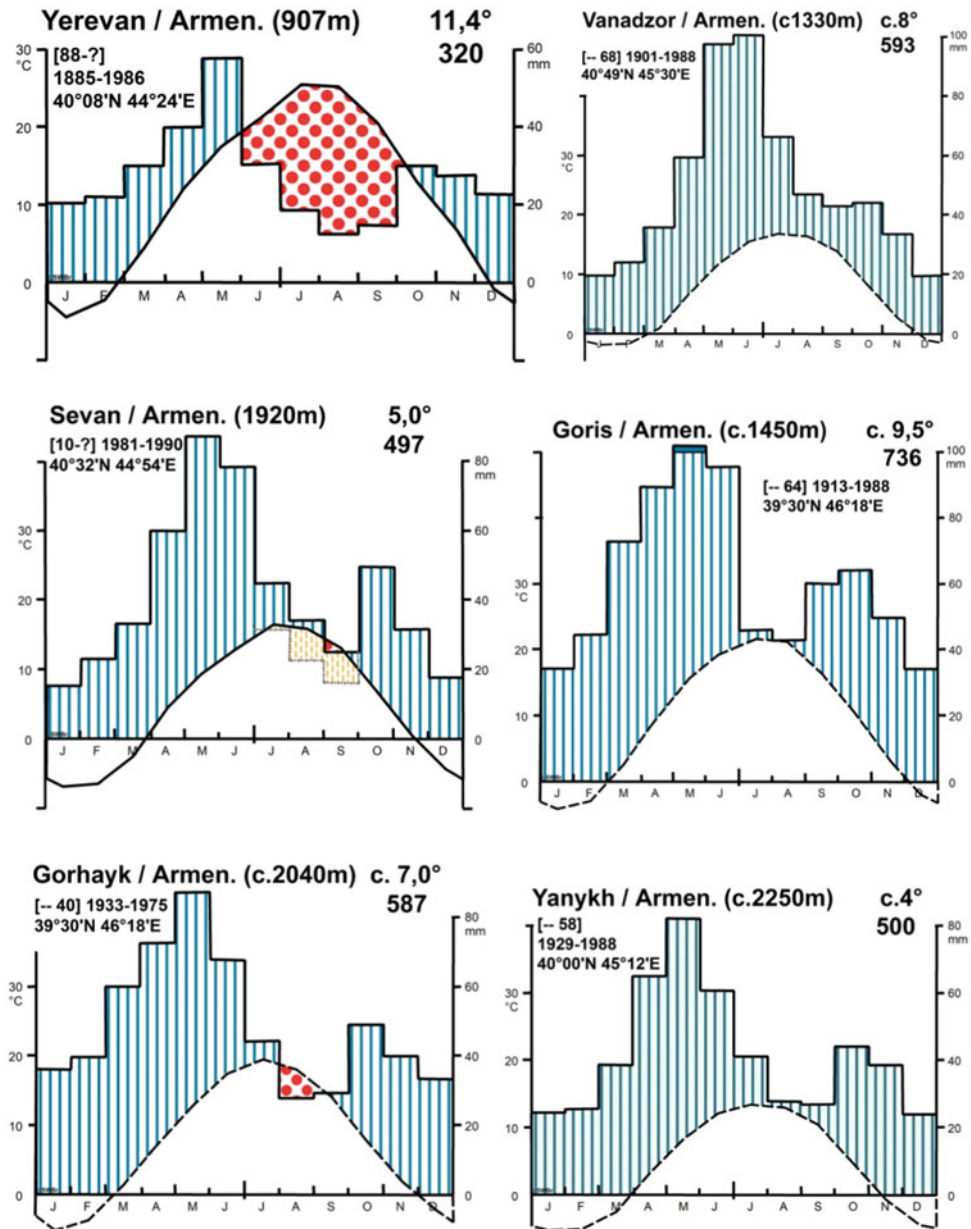 Yerevan / Armen. (907m) 11,4°
320
[88-?]
1885-1986
40°08'N 44°24'E
30
°C
20
10
0
60
mm
40
20
0
J F M A M J J A S O N D
Vanadzor / Armen. (c1330m) c.8°
593
[-- 68] 1901-1988
40°49'N 45°30'E
30
°C
20
10
0
100
mm
80
60
40
20
0
J F M A M J J A S O N D
Sevan / Armen. (1920m) 5,0°
497
[10-?] 1981-1990
40°32'N 44°54'E
30
°C
20
10
0
80
mm
60
40
20
0
J F M A M J J A S O N D
Goris / Armen. (c.1450m) c. 9,5°
736
[-- 64] 1913-1988
39°30'N 46°18'E
30
°C
20
10
0
100
mm
80
60
40
20
0
J F M A M J J A S O N D
Gorhayk / Armen. (c.2040m) c. 7,0°
587
[-- 40] 1933-1975
39°30'N 46°18'E
30
°C
20
10
0
80
mm
60
40
20
0
J F M A M J J A S O N D
Yanykh / Armen. (c.2250m) c.4°
500
[-- 58]
1929-1988
40°00'N 45°12'E
30
°C
20
10
0
80
mm
60
40
20
0
J F M A M J J A S O N D